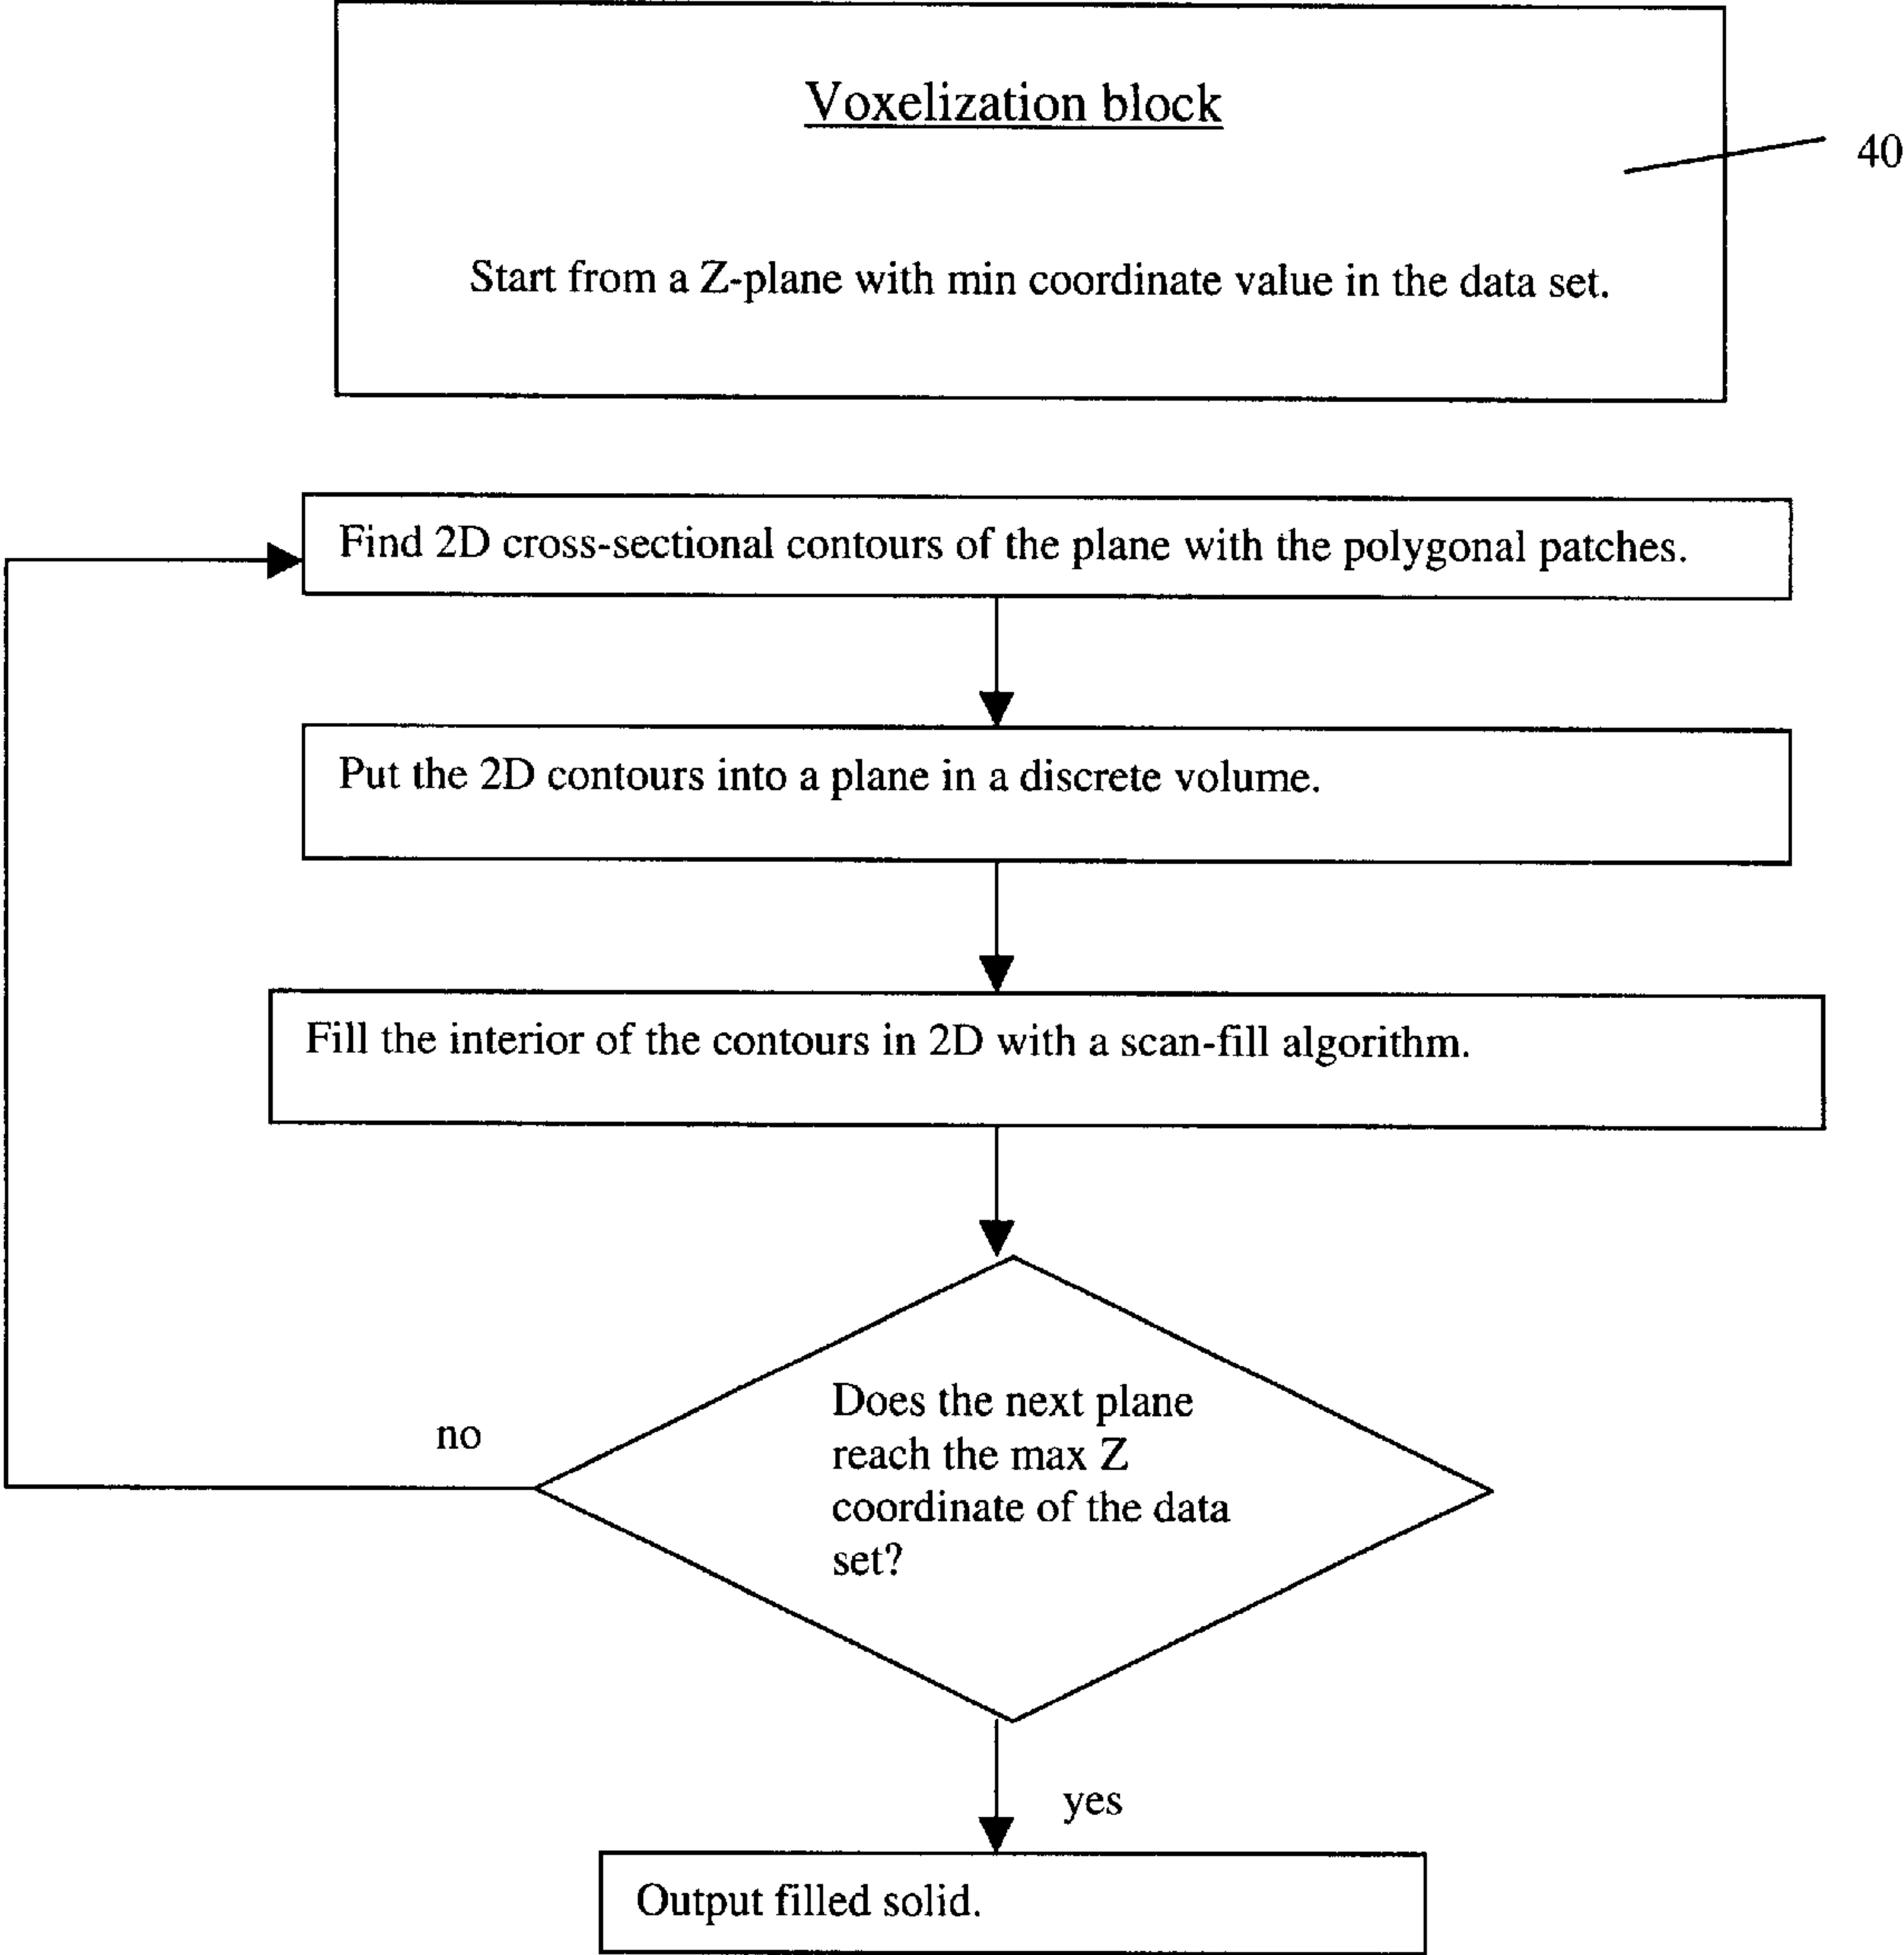 Voxelization block
40
Start from a Z-plane with min coordinate value in the data set.
Find 2D cross-sectional contours of the plane with the polygonal patches.
Put the 2D contours into a plane in a discrete volume.
Fill the interior of the contours in 2D with a scan-fill algorithm.
Does the next plane
reach the max Z
coordinate of the data
set?
no
yes
Output filled solid.